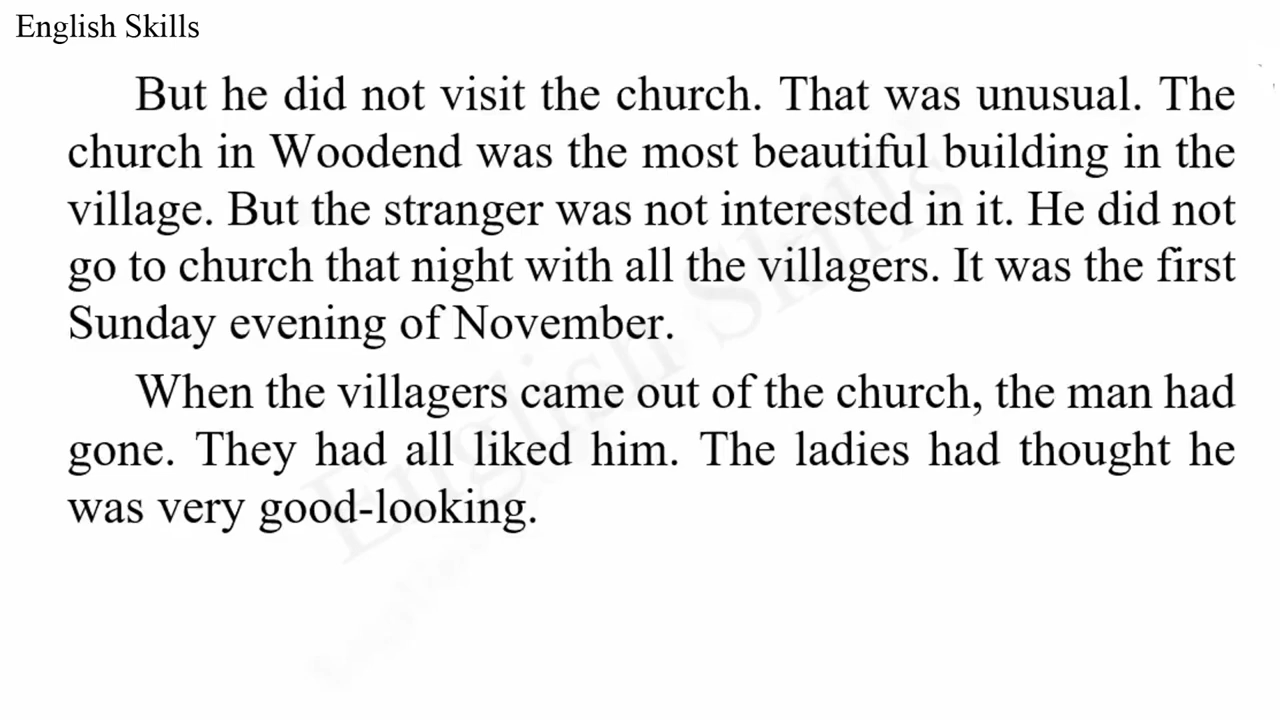 English Skills
But he did not visit the church. That was unusual. The
church in Woodend was the most beautiful building in the
village. But the stranger was not interested in it. He did not
go to church that night with all the villagers. It was the first
Sunday evening of November.
When the villagers came out of the church, the man had
gone. They had all liked him. The ladies had thought he
was very good-looking.
English Skills